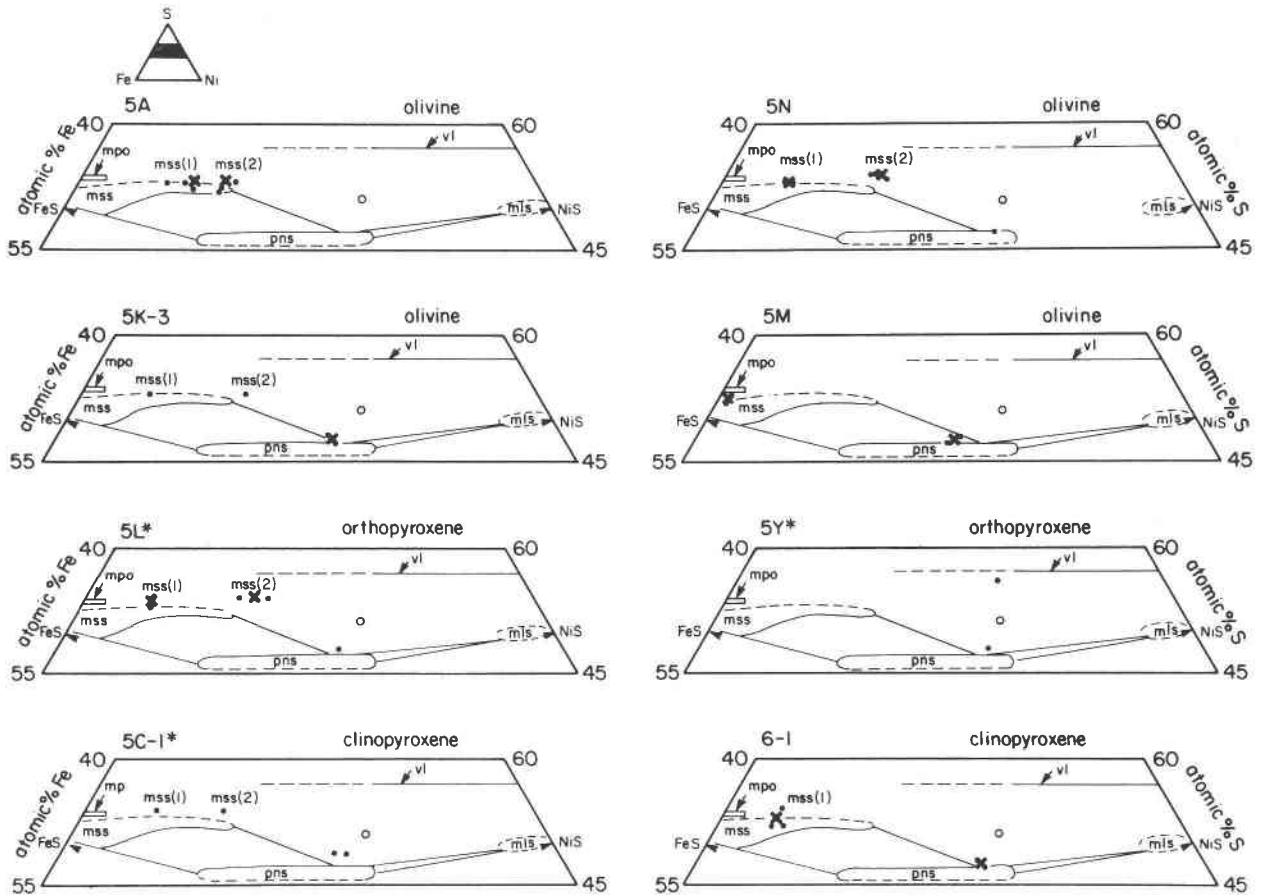 S
Fe
Ni
5A
olivine
40
60
atomic % Fe
mpo
mss(1)
mss(2)
vl
mss
FeS
mls
NiS
pns
55
45
5N
olivine
40
60
atomic % S
mpo
mss(1)
mss(2)
vl
mss
FeS
mls
NiS
pns
55
45
5K-3
olivine
40
60
atomic % Fe
mpo
mss(1)
mss(2)
vl
mss
FeS
mls
NiS
pns
55
45
5M
olivine
40
60
atomic % S
mpo
vl
mss
FeS
mls
NiS
pns
55
45
5L*
orthopyroxene
40
60
atomic % Fe
mpo
mss(1)
mss(2)
vl
mss
FeS
mls
NiS
pns
55
45
5Y*
orthopyroxene
40
60
atomic % S
mpo
vl
mss
FeS
mls
NiS
pns
55
45
5C-1*
clinopyroxene
40
60
atomic % Fe
mp
mss(1)
mss(2)
vl
mss
FeS
mls
NiS
pns
55
45
6-1
clinopyroxene
40
60
atomic % S
mpo
mss(1)
vl
mss
FeS
mls
NiS
pns
55
45